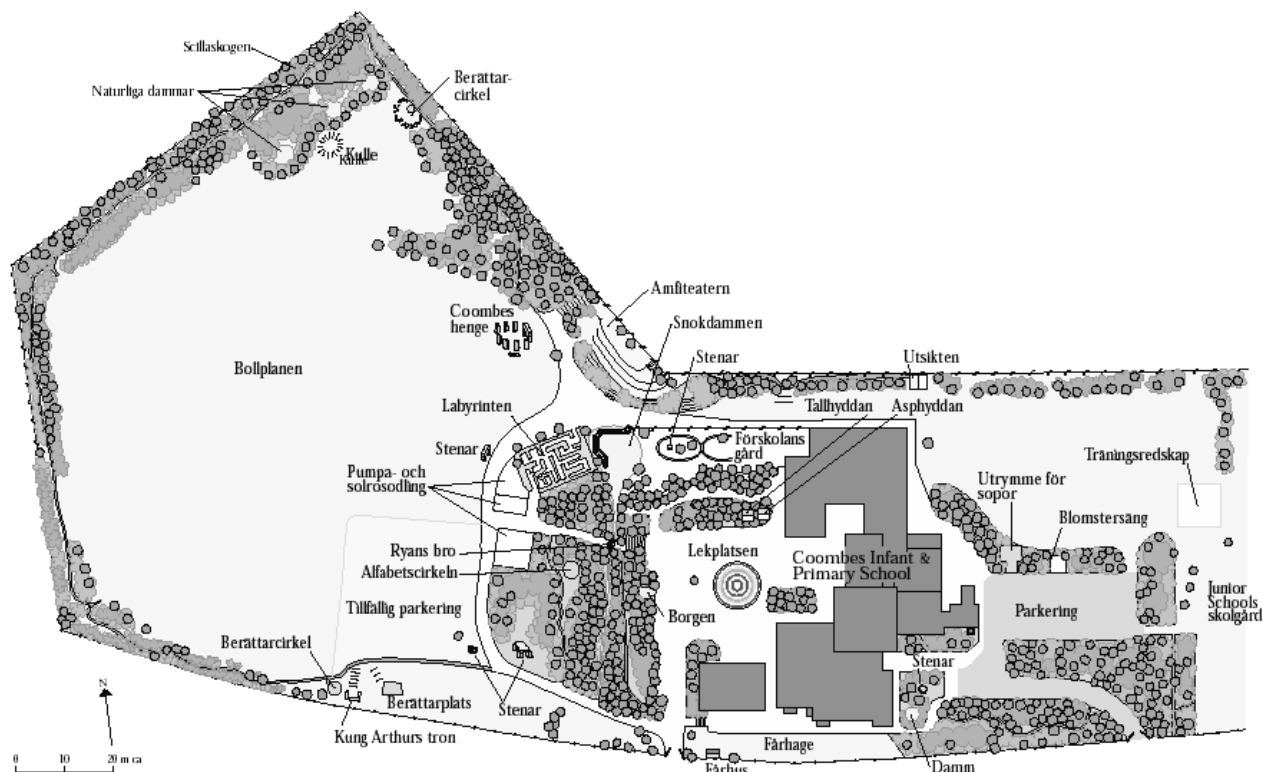 Scillaskogen
Naturliga dammar
Berättar-
cirkel
Kulle
Kulle
Amfiteatern
Snokdammen
Coombes
henge
Stenar
Utsikten
Bollplanen
Labyrinten
Tallhyddan
Asphyddan
Stenar
Förskolans
gård
Träningsredskap
Pumpa- och
solrosodling
Utrymme för
sopor
Blomstersäng
Ryans bro
Lekplatsen
Coombes Infant &
Primary School
Alfabetscirkeln
Tillfällig parkering
Borgen
Parkering
Junior
Schools
skolgård
Berättarcirkel
Stenar
N
Berättarplats
Stenar
Kung Arthurs tron
Fårhage
0 10 20 m ca
Fårhus
Damm